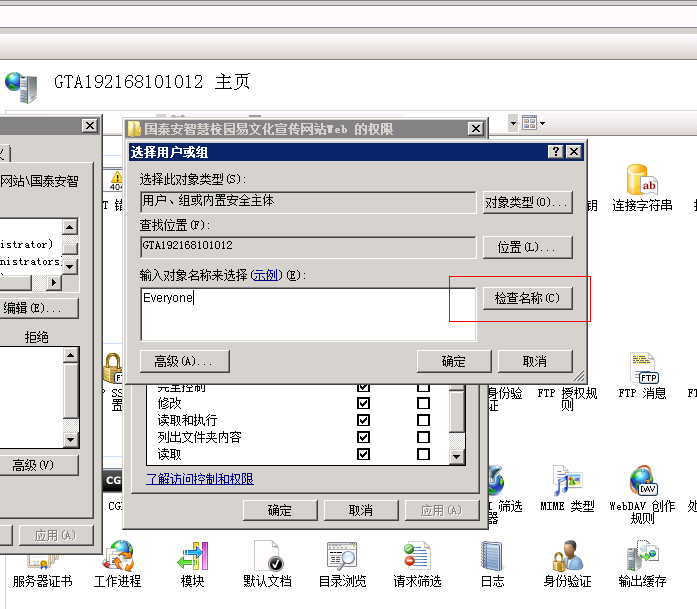 GTA192168101012 主页
国泰安智慧校园易文化宣传网站Web 的权限
选择用户或组
网站\国泰安智
选择此对象类型(S):
用户、组或内置安全主体
对象类型(O)...
连接字符串
查找位置(F):
GTA192168101012
位置(L)...
istrator)
nistrators
输入对象名称来选择(示例)(E):
Everyone
检查名称(C)
编辑(E)...
拒绝
高级(A)...
确定
取消
完全控制
修改
读取和执行
列出文件夹内容
读取
FTP 授权规则
FTP 消息
高级(V)
了解访问控制和权限
确定
取消
应用(A)
应用(A)
MIME 类型
WebDAV 创作规则
服务器证书
工作进程
模块
默认文档
目录浏览
请求筛选
日志
身份验证
输出缓存